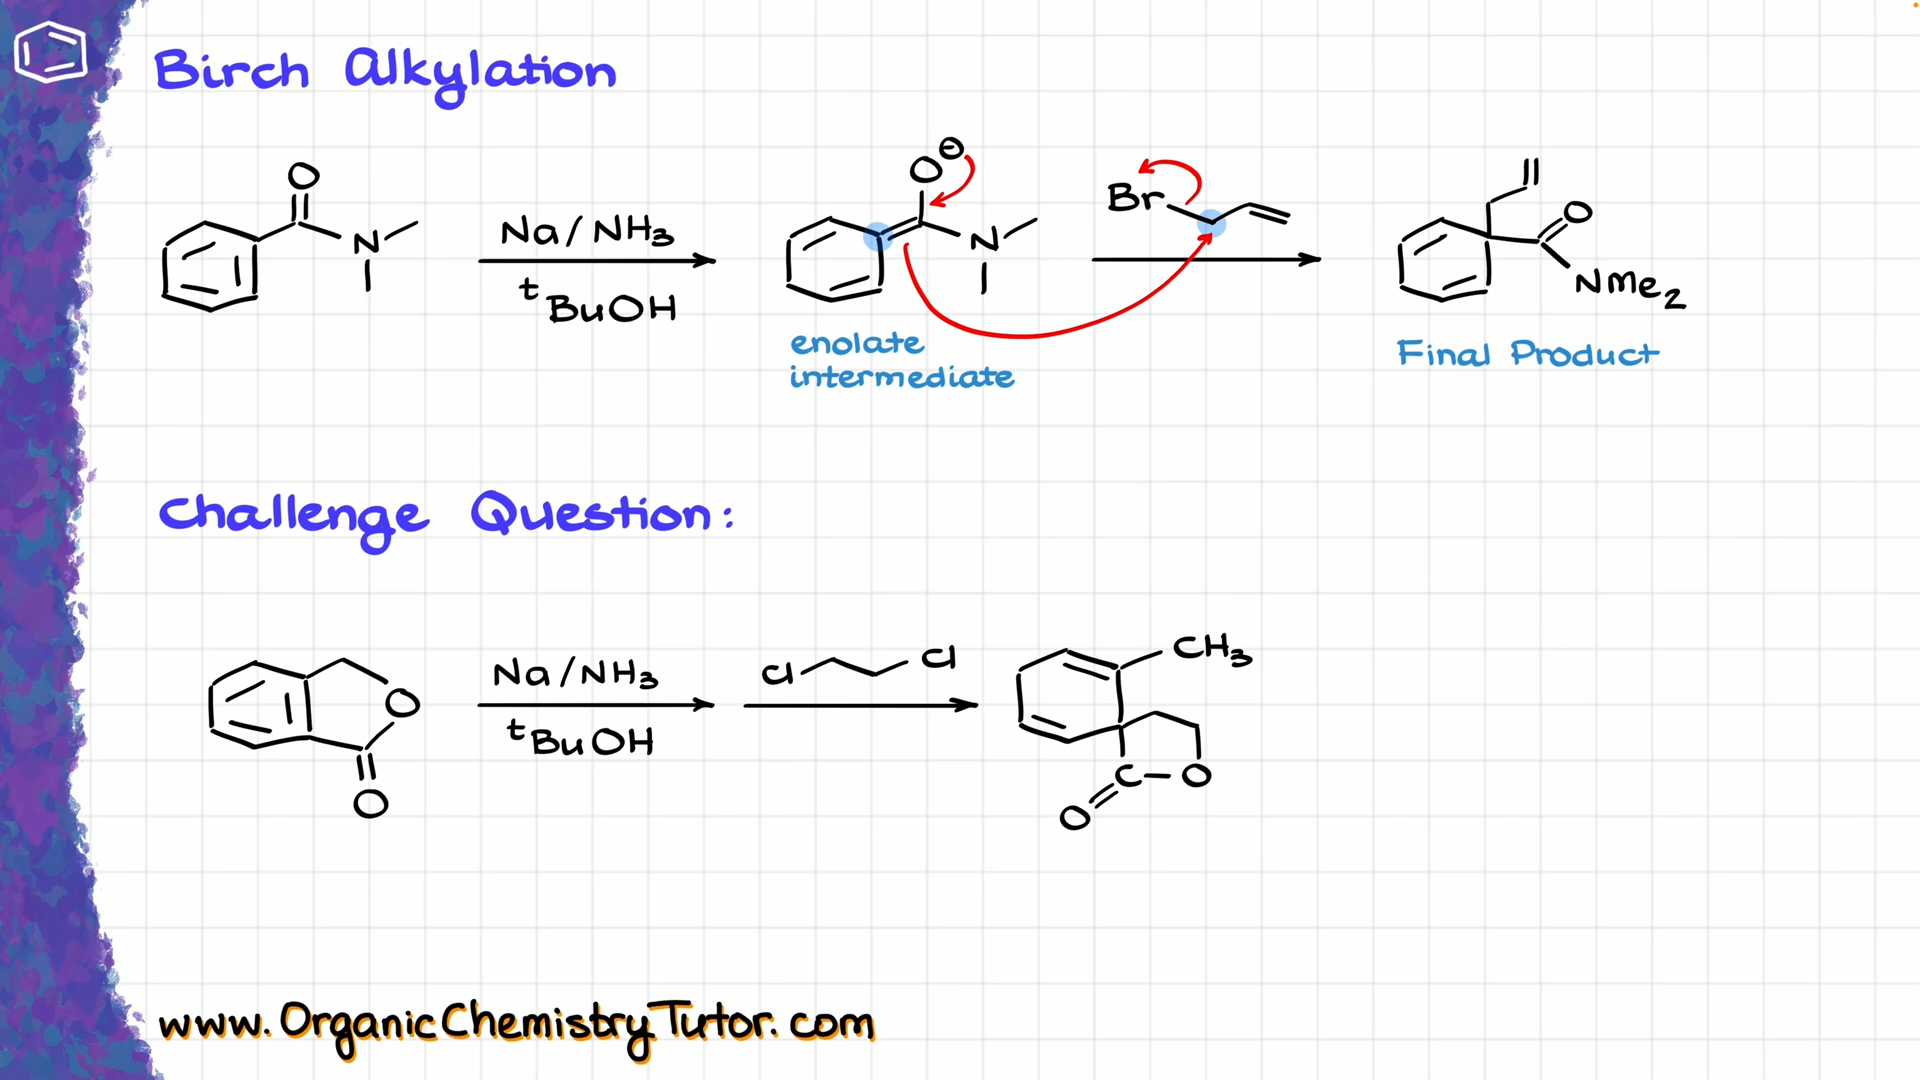 Birch Alkylation
O
N
Na/NH₃
ᵗBuOH
O⊖
N
Br
O
NMe₂
enolate
intermediate
Final Product
Challenge Question:
O
O
Na/NH₃
ᵗBuOH
Cl
Cl
CH₃
C-O
O
www.OrganicChemistryTutor.com